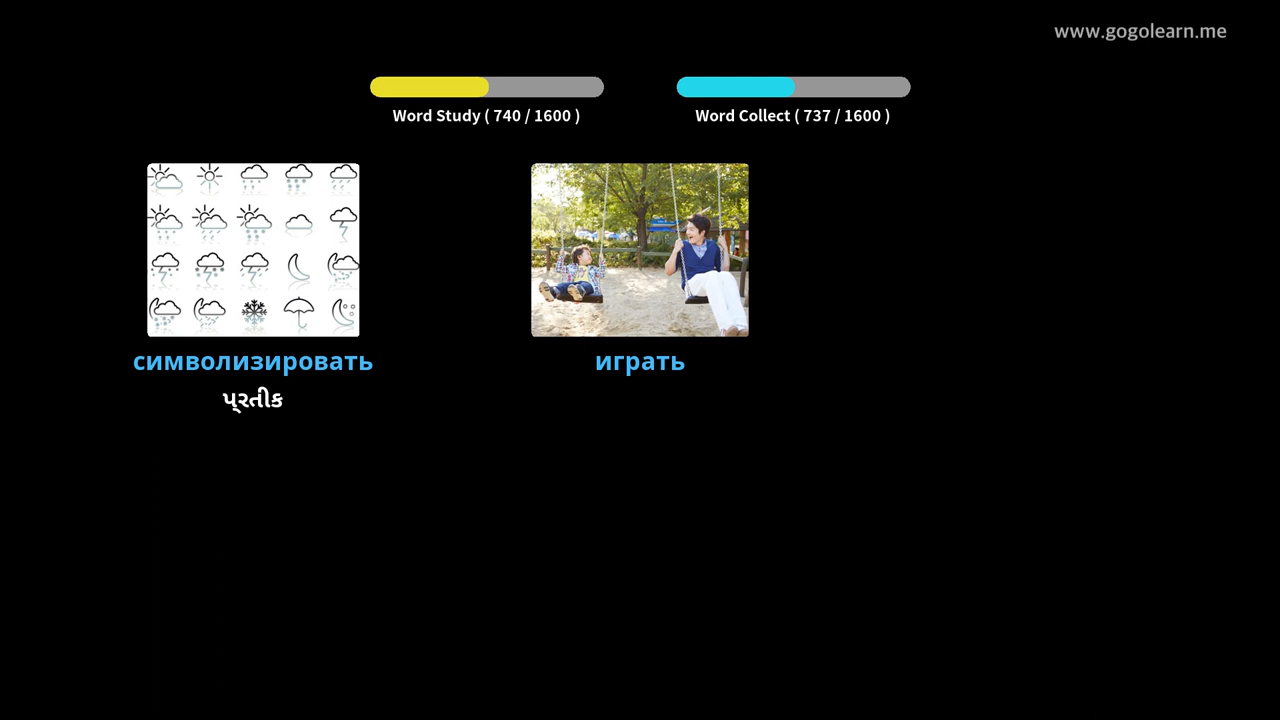 www.gogolearn.me
Word Study ( 740 / 1600 )
Word Collect ( 737 / 1600 )
символизировать
играть
પ્રતીક